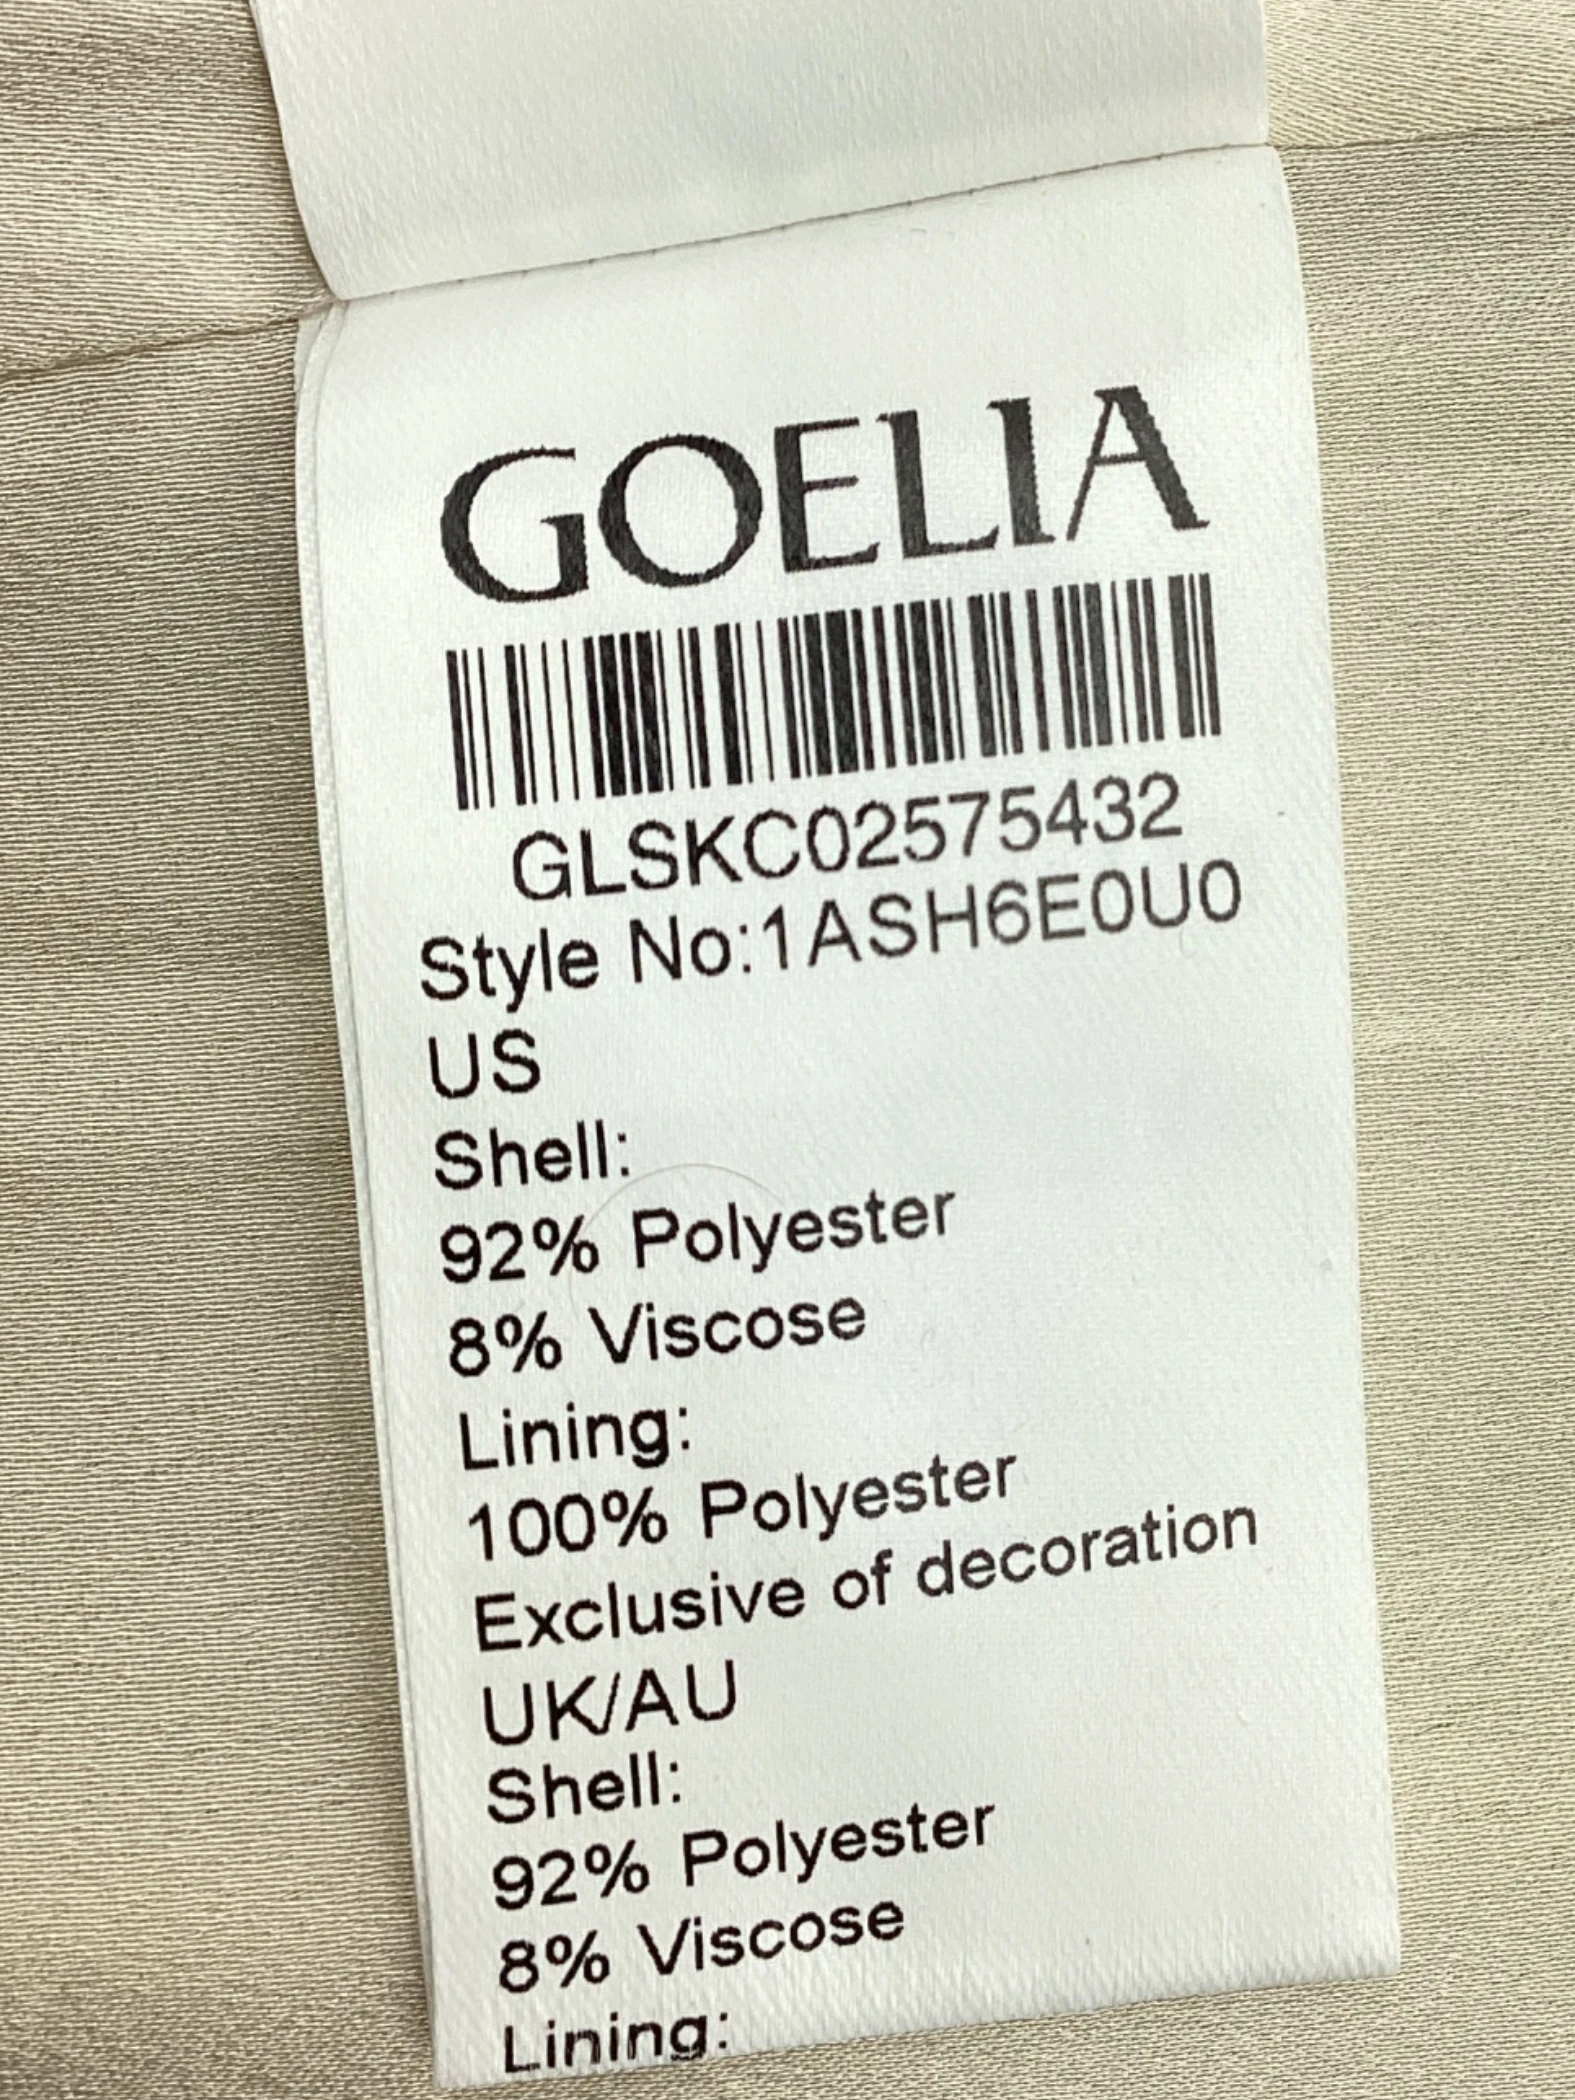 GOELIA
GLSKC02575432
Style No:1ASH6E0U0
US
Shell:
92% Polyester
8% Viscose
Lining:
100% Polyester
Exclusive of decoration
UK/AU
Shell:
92% Polyester
8% Viscose
Lining: